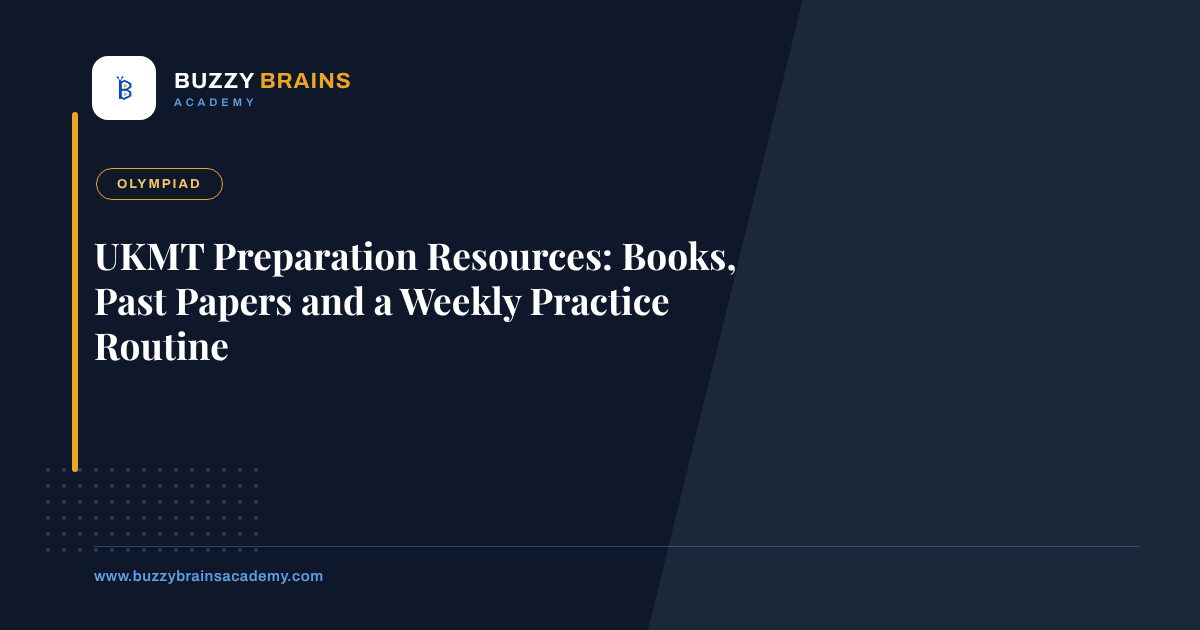 BUZZY BRAINS
ACADEMY
OLYMPIAD
UKMT Preparation Resources: Books,
Past Papers and a Weekly Practice
Routine
www.buzzybrainsacademy.com